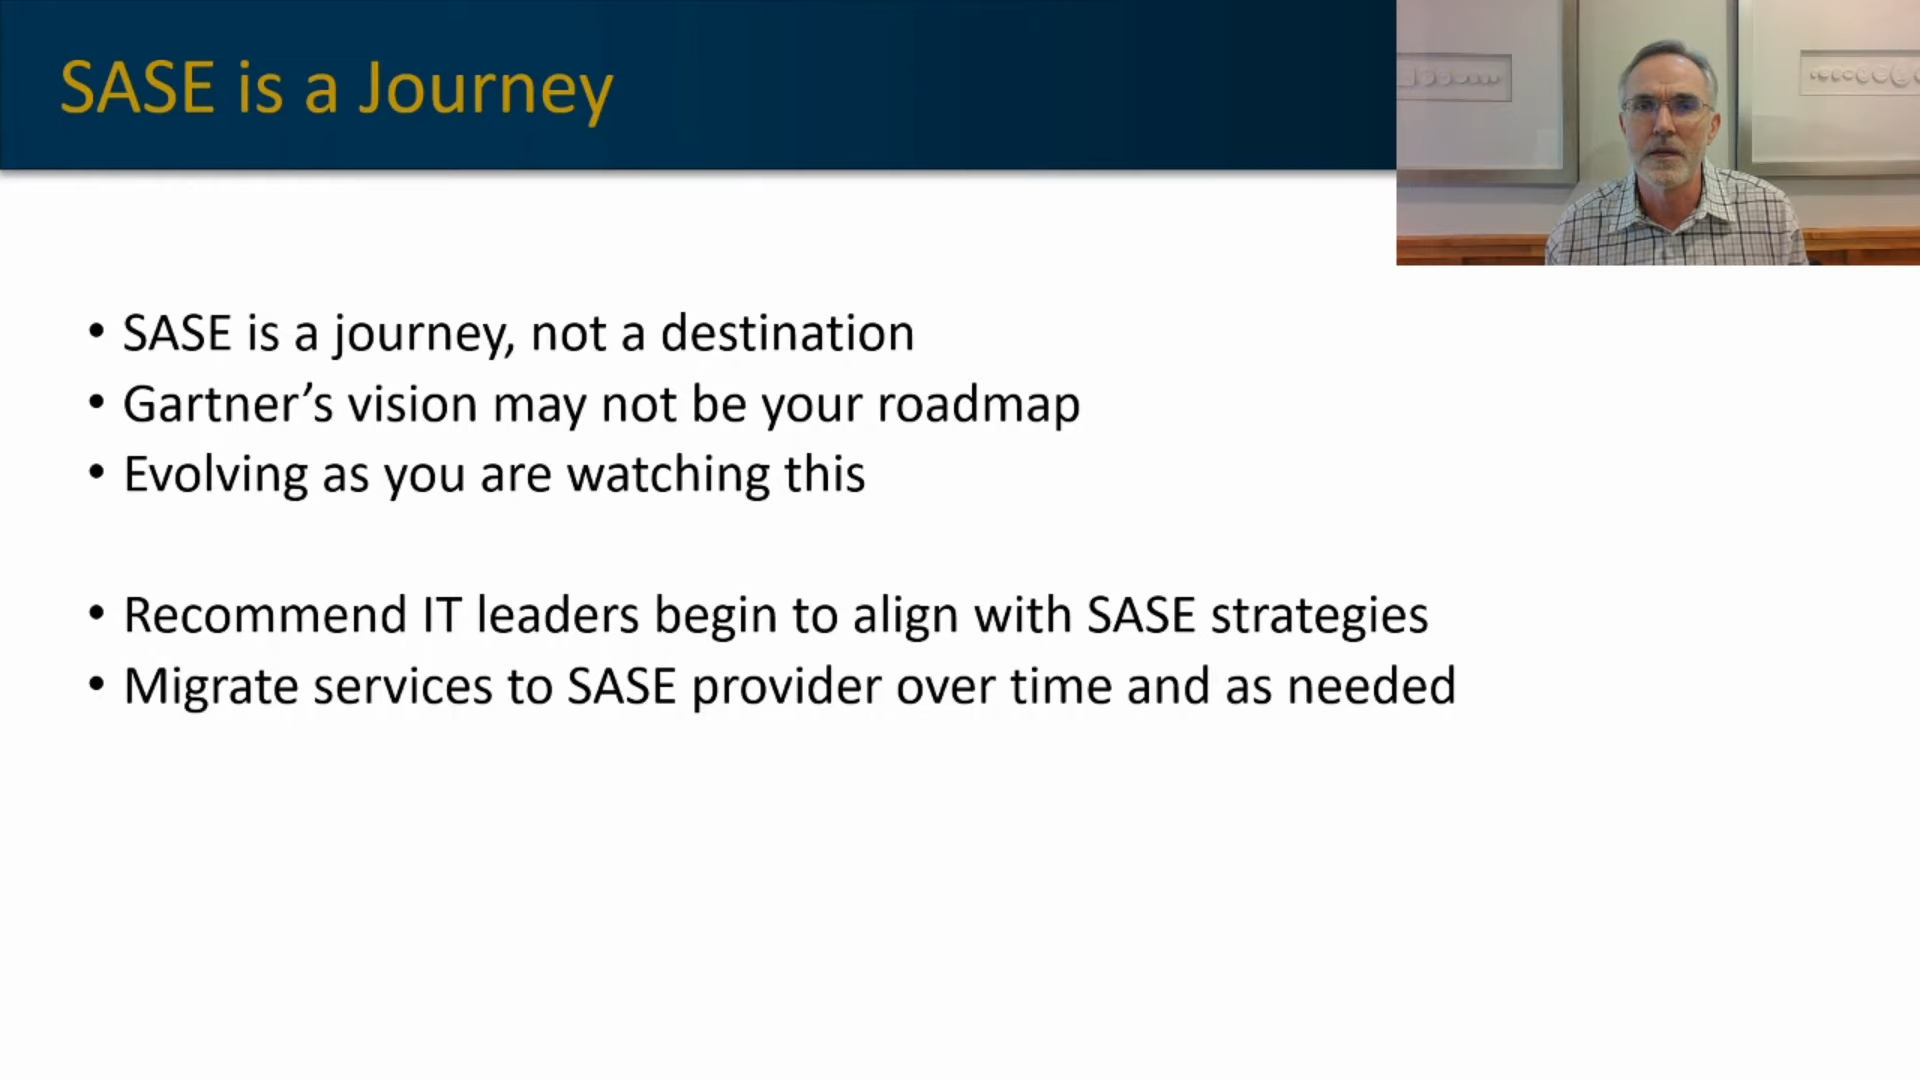 SASE is a Journey
• SASE is a journey, not a destination
• Gartner’s vision may not be your roadmap
• Evolving as you are watching this
• Recommend IT leaders begin to align with SASE strategies
• Migrate services to SASE provider over time and as needed